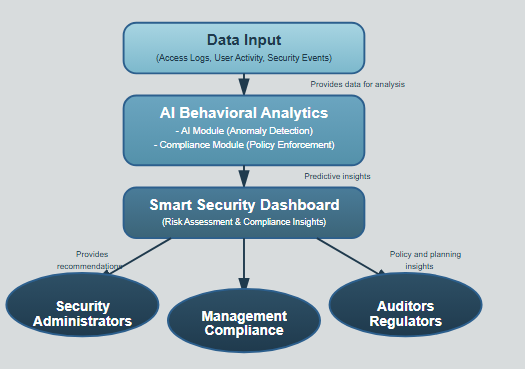 Data Input
(Access Logs, User Activity, Security Events)
Provides data for analysis
AI Behavioral Analytics
- AI Module (Anomaly Detection)
- Compliance Module (Policy Enforcement)
Predictive insights
Smart Security Dashboard
(Risk Assessment & Compliance Insights)
Provides
recommendations
Policy and planning
insights
Security
Administrators
Management
Compliance
Auditors
Regulators